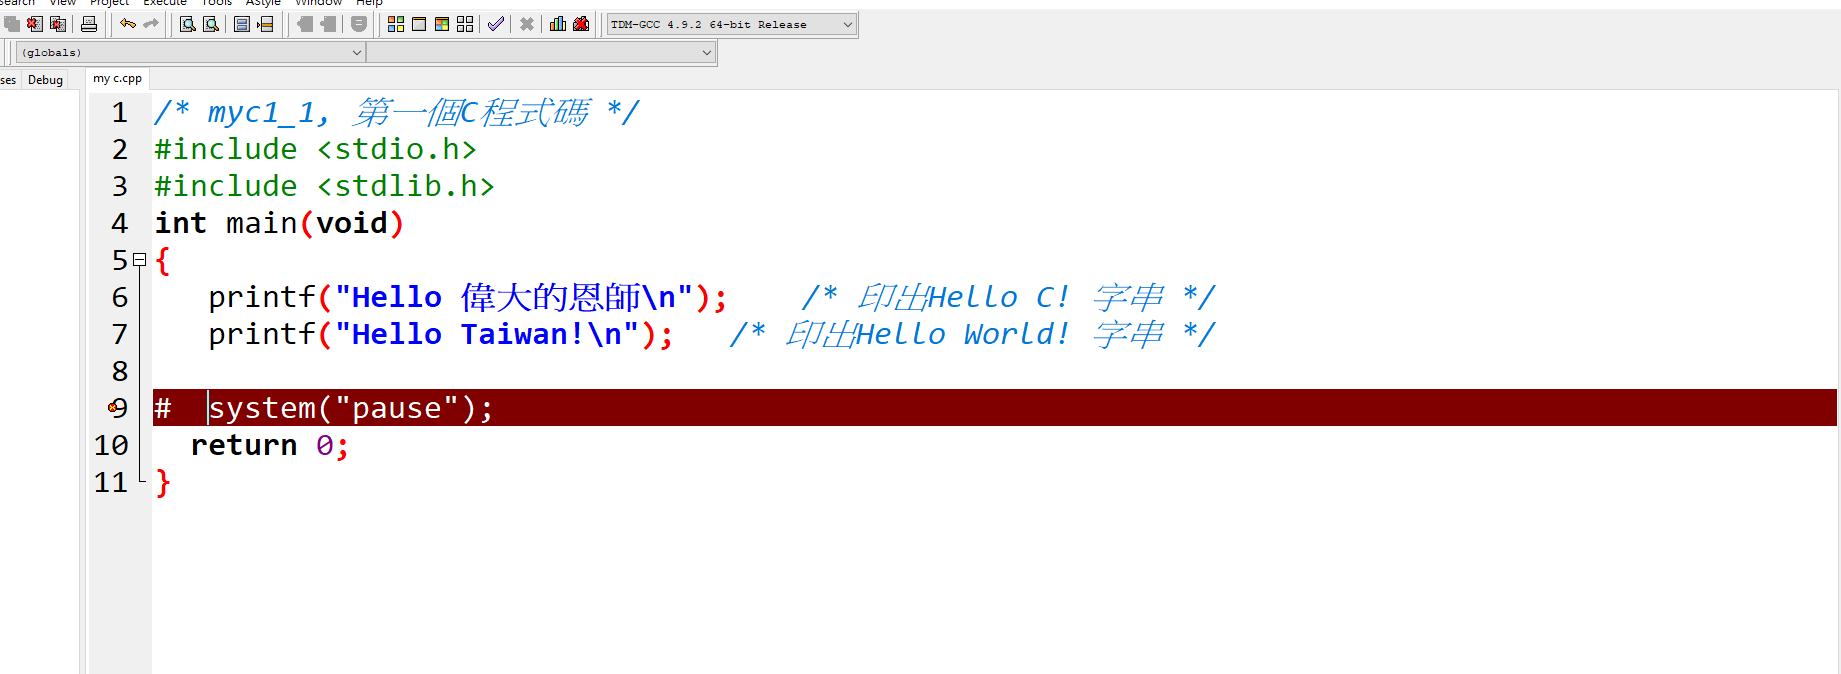 Search View Project Execute Tools AStyle Window Help
TDM-GCC 4.9.2 64-bit Release
(globals)
ses Debug my c.cpp
1 /* myc1_1, 第一個C程式碼 */
2 #include <stdio.h>
3 #include <stdlib.h>
4 int main(void)
5 {
6 printf("Hello 偉大的恩師\n"); /* 印出Hello C! 字串 */
7 printf("Hello Taiwan!\n"); /* 印出Hello World! 字串 */
8
9 # system("pause");
10 return 0;
11 }